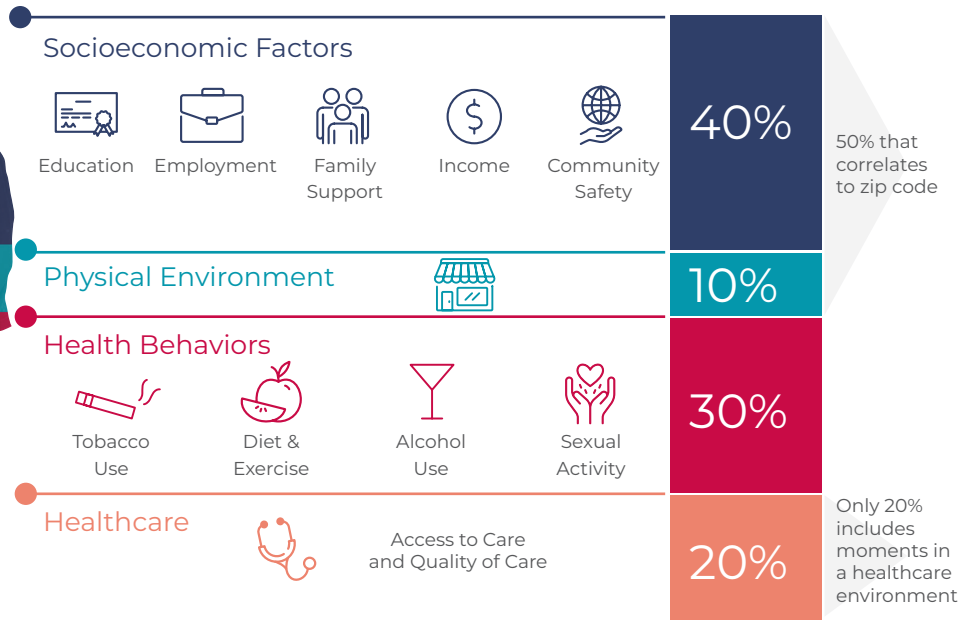 Socioeconomic Factors
Education
Employment
Family
Support
Income
Community
Safety
40%
50% that
correlates
to zip code
Physical Environment
10%
Health Behaviors
Tobacco
Use
Diet &
Exercise
Alcohol
Use
Sexual
Activity
30%
Healthcare
Access to Care
and Quality of Care
20%
Only 20%
includes
moments in
a healthcare
environment